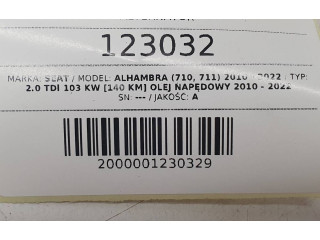 123032
MARKA: SEAT / MODEL: ALHAMBRA (710, 711) 2010 - 2022 / TYP:
2.0 TDI 103 KW [140 KM] OLEJ NAPĘDOWY 2010 - 2022
SN: --- / JAKOŚĆ: A
2000001230329